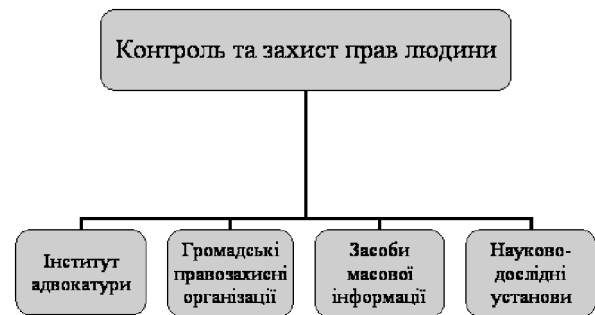 Контроль та захист прав людини
Інститут
адвокатури
Громадські
правозахисні
організації
Засоби
масової
інформації
Науково-
дослідні
установи